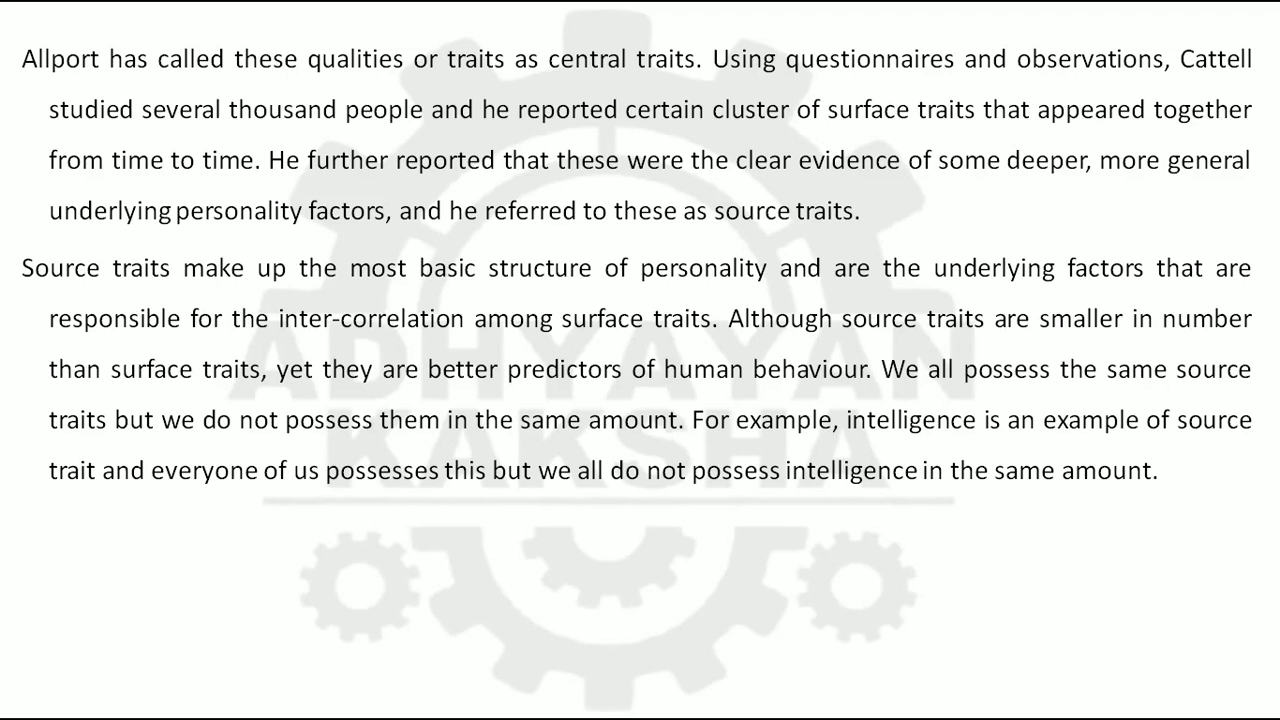 Allport has called these qualities or traits as central traits. Using questionnaires and observations, Cattell
studied several thousand people and he reported certain cluster of surface traits that appeared together
from time to time. He further reported that these were the clear evidence of some deeper, more general
underlying personality factors, and he referred to these as source traits.
Source traits make up the most basic structure of personality and are the underlying factors that are
responsible for the inter-correlation among surface traits. Although source traits are smaller in number
than surface traits, yet they are better predictors of human behaviour. We all possess the same source
traits but we do not possess them in the same amount. For example, intelligence is an example of source
trait and everyone of us possesses this but we all do not possess intelligence in the same amount.
ADHYAYAN
KAKSHA